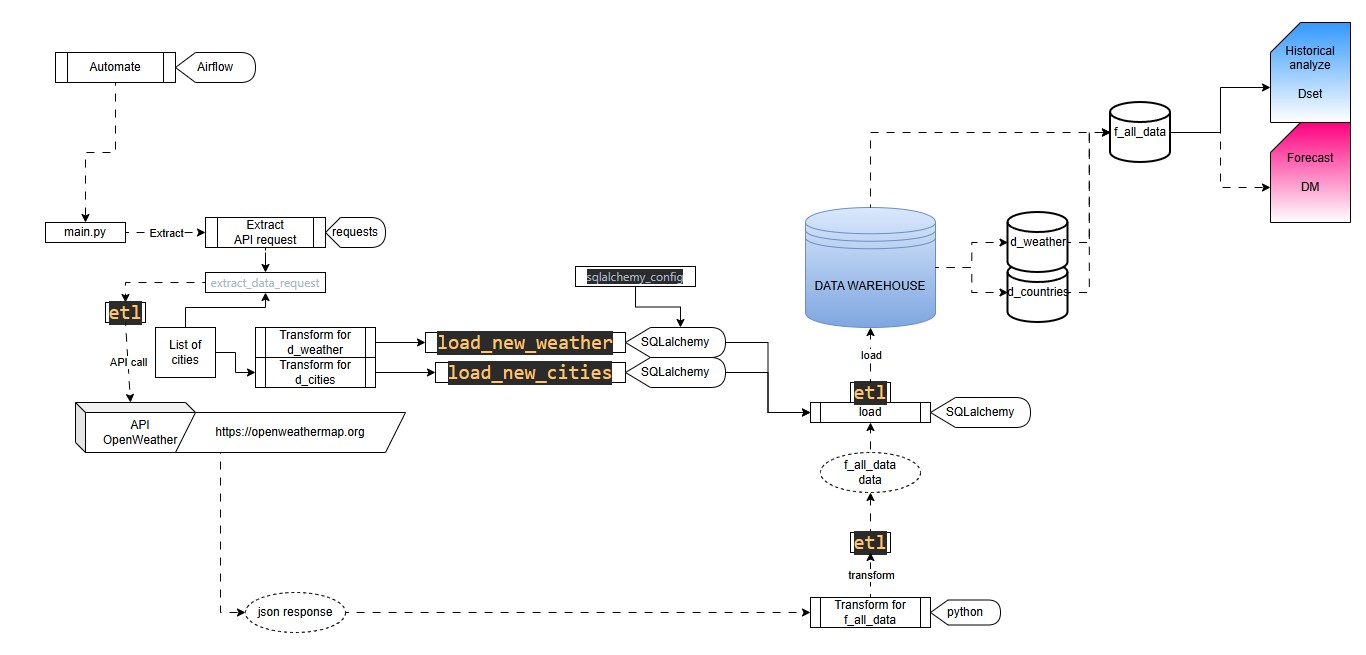 Automate
Airflow
Historical
analyze
Dset
f_all_data
Forecast
DM
main.py
Extract
Extract
API request
requests
extract_data_request
sqlalchemy_config
d_weather
d_countries
DATA WAREHOUSE
etl
API call
List of
cities
Transform for
d_weather
Transform for
d_cities
load_new_weather
SQLalchemy
load_new_cities
SQLalchemy
load
etl
load
SQLalchemy
API
OpenWeather
https://openweathermap.org
f_all_data
data
etl
transform
json response
Transform for
f_all_data
python